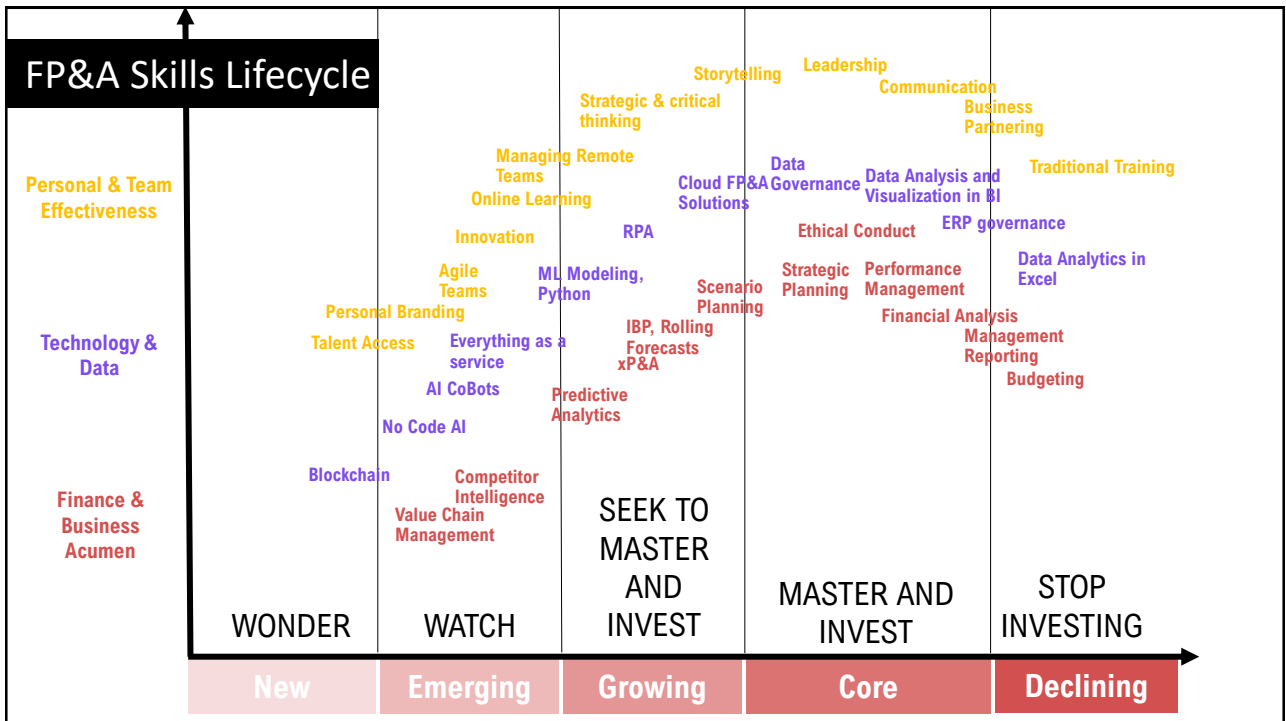 FP&A Skills Lifecycle
Personal & Team
Effectiveness
Technology &
Data
Finance &
Business
Acumen
Storytelling
Leadership
Communication
Business
Partnering
Strategic & critical
thinking
Managing Remote
Teams
Online Learning
Innovation
Agile
Teams
Personal Branding
Talent Access
Traditional Training
Cloud FP&A
Solutions
Data
Governance
Data Analysis and
Visualization in BI
ERP governance
Data Analytics in
Excel
RPA
ML Modeling,
Python
Everything as a
service
AI CoBots
No Code AI
Blockchain
Ethical Conduct
Strategic
Planning
Performance
Management
Scenario
Planning
Financial Analysis
Management
Reporting
Budgeting
IBP, Rolling
Forecasts
xP&A
Predictive
Analytics
Competitor
Intelligence
Value Chain
Management
WONDER
WATCH
SEEK TO
MASTER
AND
INVEST
MASTER AND
INVEST
STOP
INVESTING
New
Emerging
Growing
Core
Declining